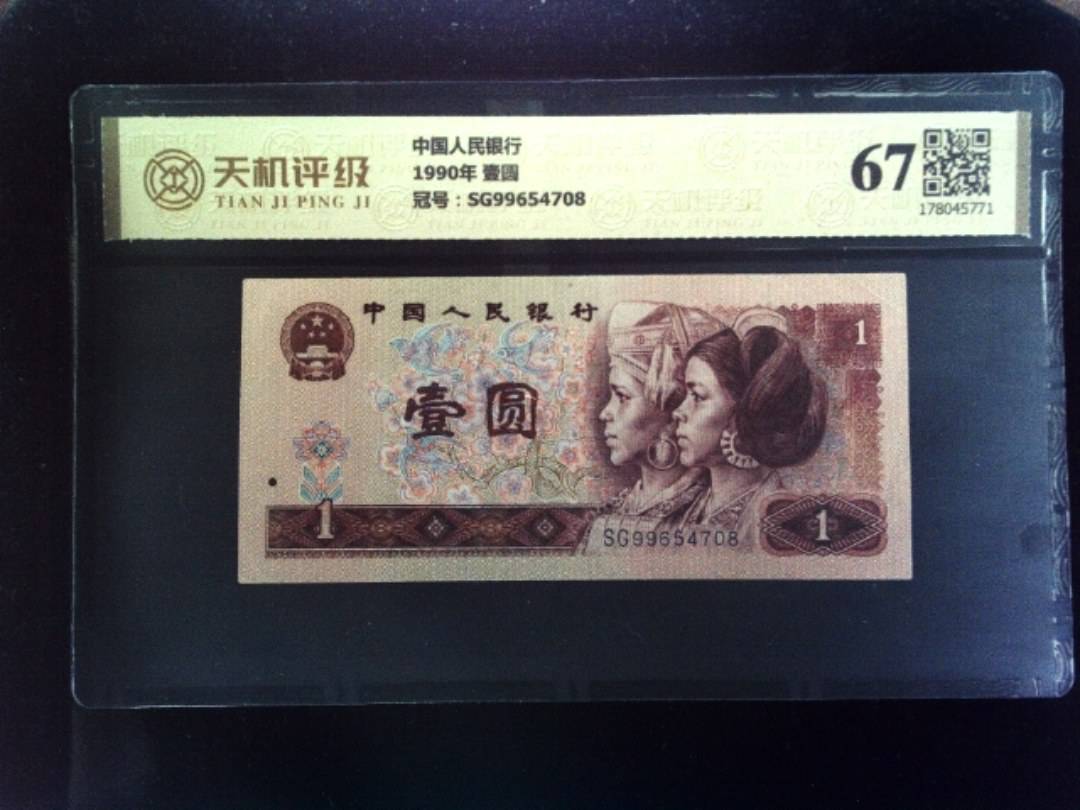 天机评级
TIAN JI PING JI
中国人民银行
1990年 壹圆
冠号：SG99654708
67
178045771
中国人民银行
1
壹圆
1
SG99654708
1